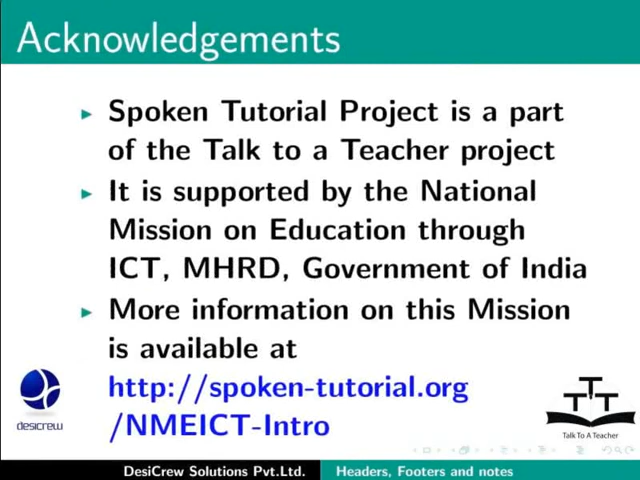 Acknowledgements
Spoken Tutorial Project is a part
of the Talk to a Teacher project
It is supported by the National
Mission on Education through
ICT, MHRD, Government of India
More information on this Mission
is available at
http://spoken-tutorial.org
/NMEICT-Intro
desicrew
TTT
Talk To A Teacher
DesiCrew Solutions Pvt.Ltd.
Headers, Footers and notes